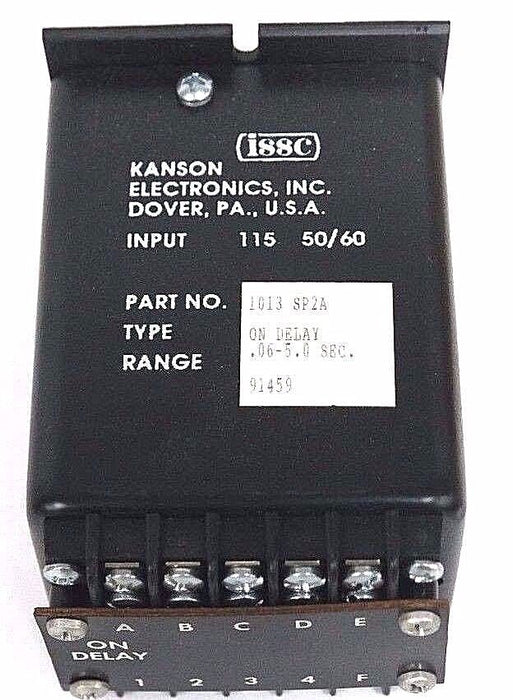 issc
KANSON
ELECTRONICS, INC.
DOVER, PA., U.S.A.
INPUT 115 50/60
PART NO. 1013 SP2A
TYPE ON DELAY
RANGE .06-5.0 SEC.
91459
A B C D E
ON
DELAY
1 2 3 4 F